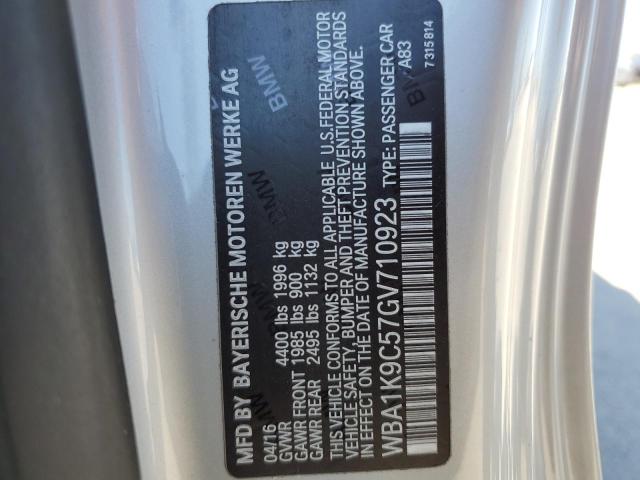 MFD BY BAYERISCHE MOTOREN WERKE AG
04/16
GVWR 4400 lbs 1996 kg
GAWR FRONT 1985 lbs 900 kg
GAWR REAR 2495 lbs 1132 kg
THIS VEHICLE CONFORMS TO ALL APPLICABLE U.S. FEDERAL MOTOR
VEHICLE SAFETY, BUMPER AND THEFT PREVENTION STANDARDS
IN EFFECT ON THE DATE OF MANUFACTURE SHOWN ABOVE.
WBA1K9C57GV710923 TYPE: PASSENGER CAR
A83
7315814
BMW
BMW
BMW